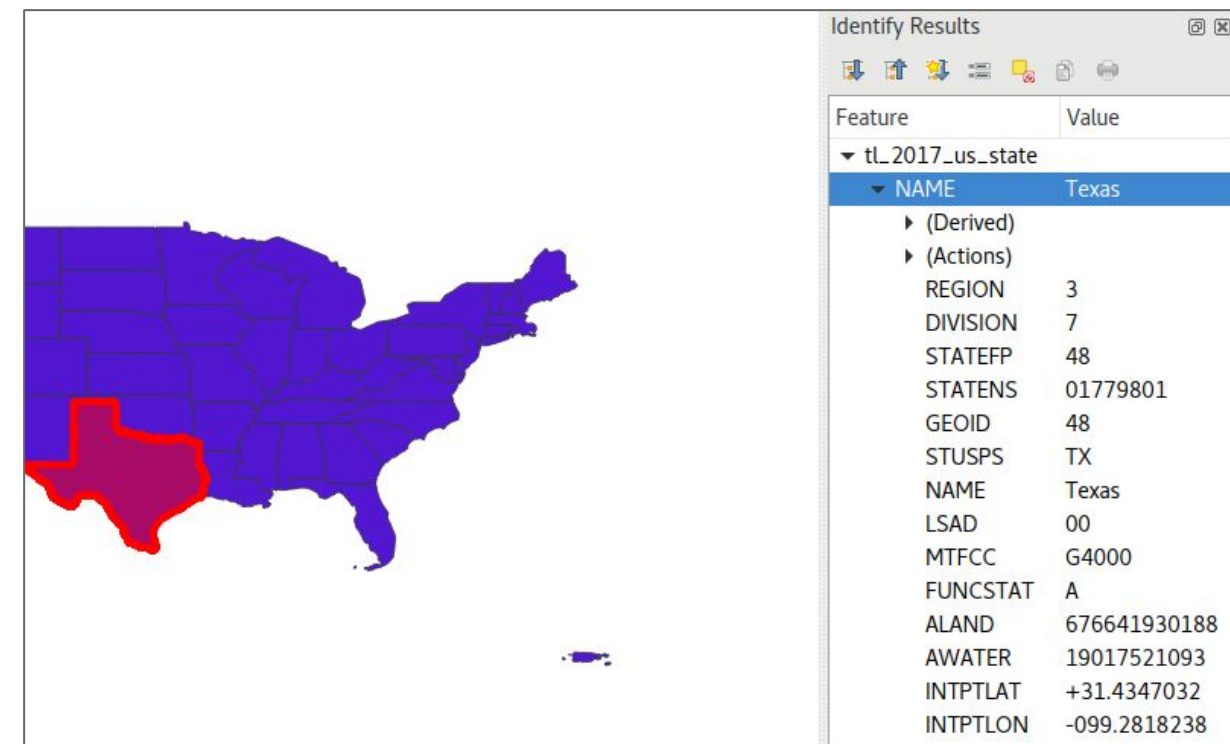 Identify Results
Feature Value
tl_2017_us_state
NAME Texas
(Derived)
(Actions)
REGION 3
DIVISION 7
STATEFP 48
STATENS 01779801
GEOID 48
STUSPS TX
NAME Texas
LSAD 00
MTFCC G4000
FUNCSTAT A
ALAND 676641930188
AWATER 19017521093
INTPTLAT +31.4347032
INTPTLON -099.2818238